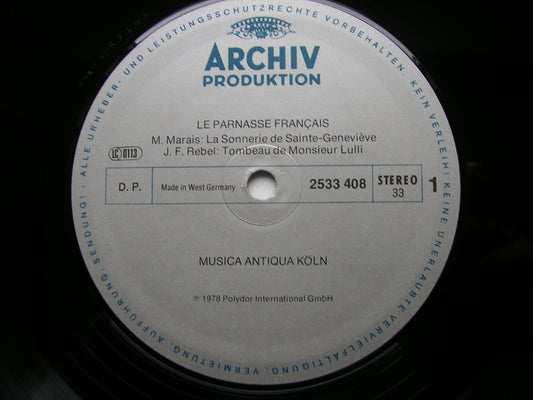 ARCHIV
PRODUKTION
LE PARNASSE FRANÇAIS
M. Marais: La Sonnerie de Sainte-Geneviève
J. F. Rebel: Tombeau de Monsieur Lulli
LC 0113
D. P. Made in West Germany 2533 408 STEREO 33 1
MUSICA ANTIQUA KÖLN
℗ 1978 Polydor International GmbH
ALLE URHEBER- UND LEISTUNGSSCHUTZRECHTE VORBEHALTEN. KEIN VERLEIH! KEINE UNERLAUBTE VERVIELFÄLTIGUNG, VERMIETUNG, AUFFÜHRUNG, SENDUNG!